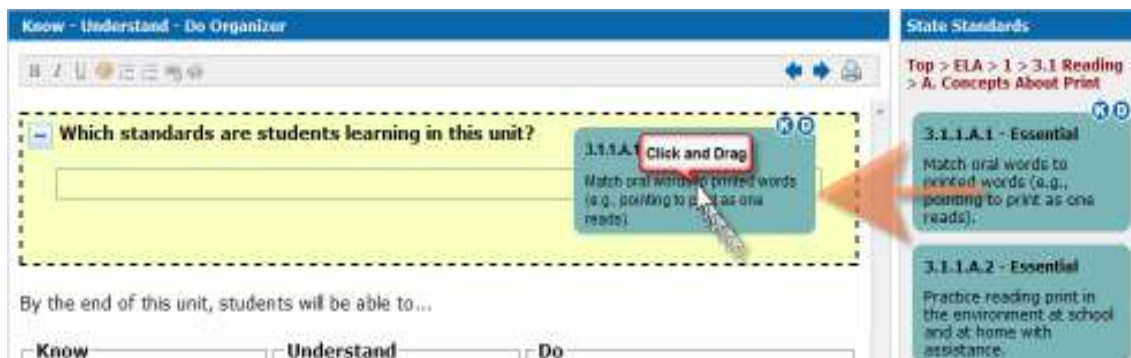 Know - Understand - Do Organizer
B I U
Which standards are students learning in this unit?
K D
3.1.1.A.1
Click and Drag
Match oral words to printed words
(e.g., pointing to print as one
reads).
By the end of this unit, students will be able to...
Know Understand Do
State Standards
Top > ELA > 1 > 3.1 Reading
> A. Concepts About Print
K D
3.1.1.A.1 - Essential
Match oral words to
printed words (e.g.,
pointing to print as one
reads).
3.1.1.A.2 - Essential
Practice reading print in
the environment at school
and at home with
assistance.